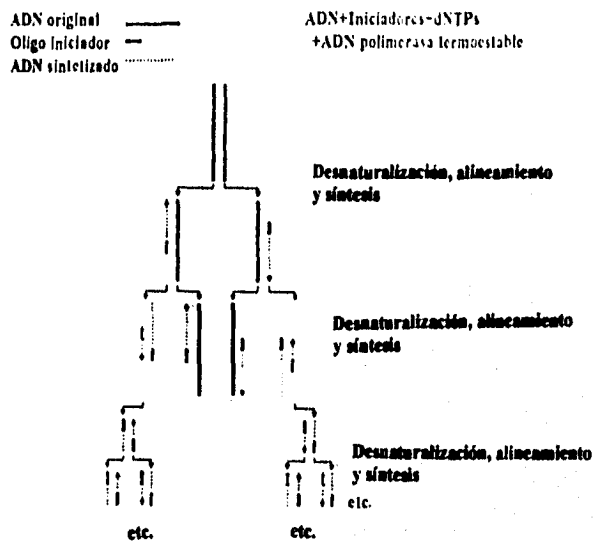 ADN original
Oligo iniciador
ADN sintetizado
ADN+Iniciadores+dNTPs
+ADN polimerasa termoestable
Desnaturalización, alineamiento
y síntesis
Desnaturalización, alineamiento
y síntesis
Desnaturalización, alineamiento
y síntesis
etc.
etc.
etc.